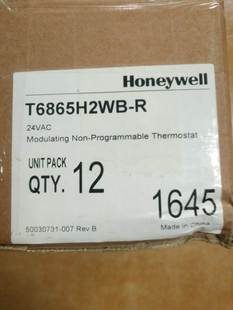 Honeywell
T6865H2WB-R
24VAC
Modulating Non-Programmable Thermostat
UNIT PACK
QTY. 12
1645
50030731-007 Rev B
Made in China